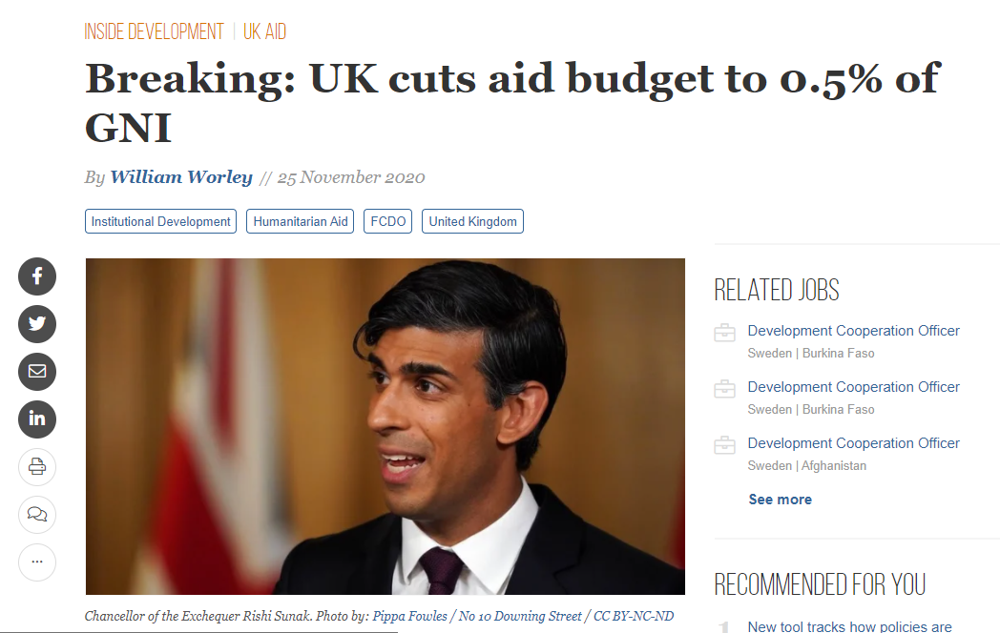 INSIDE DEVELOPMENT | UK AID
Breaking: UK cuts aid budget to 0.5% of
GNI
By William Worley // 25 November 2020
Institutional Development
Humanitarian Aid
FCDO
United Kingdom
Chancellor of the Exchequer Rishi Sunak. Photo by: Pippa Fowles / No 10 Downing Street / CC BY-NC-ND
RELATED JOBS
Development Cooperation Officer
Sweden | Burkina Faso
Development Cooperation Officer
Sweden | Burkina Faso
Development Cooperation Officer
Sweden | Afghanistan
See more
RECOMMENDED FOR YOU
1 New tool tracks how policies are